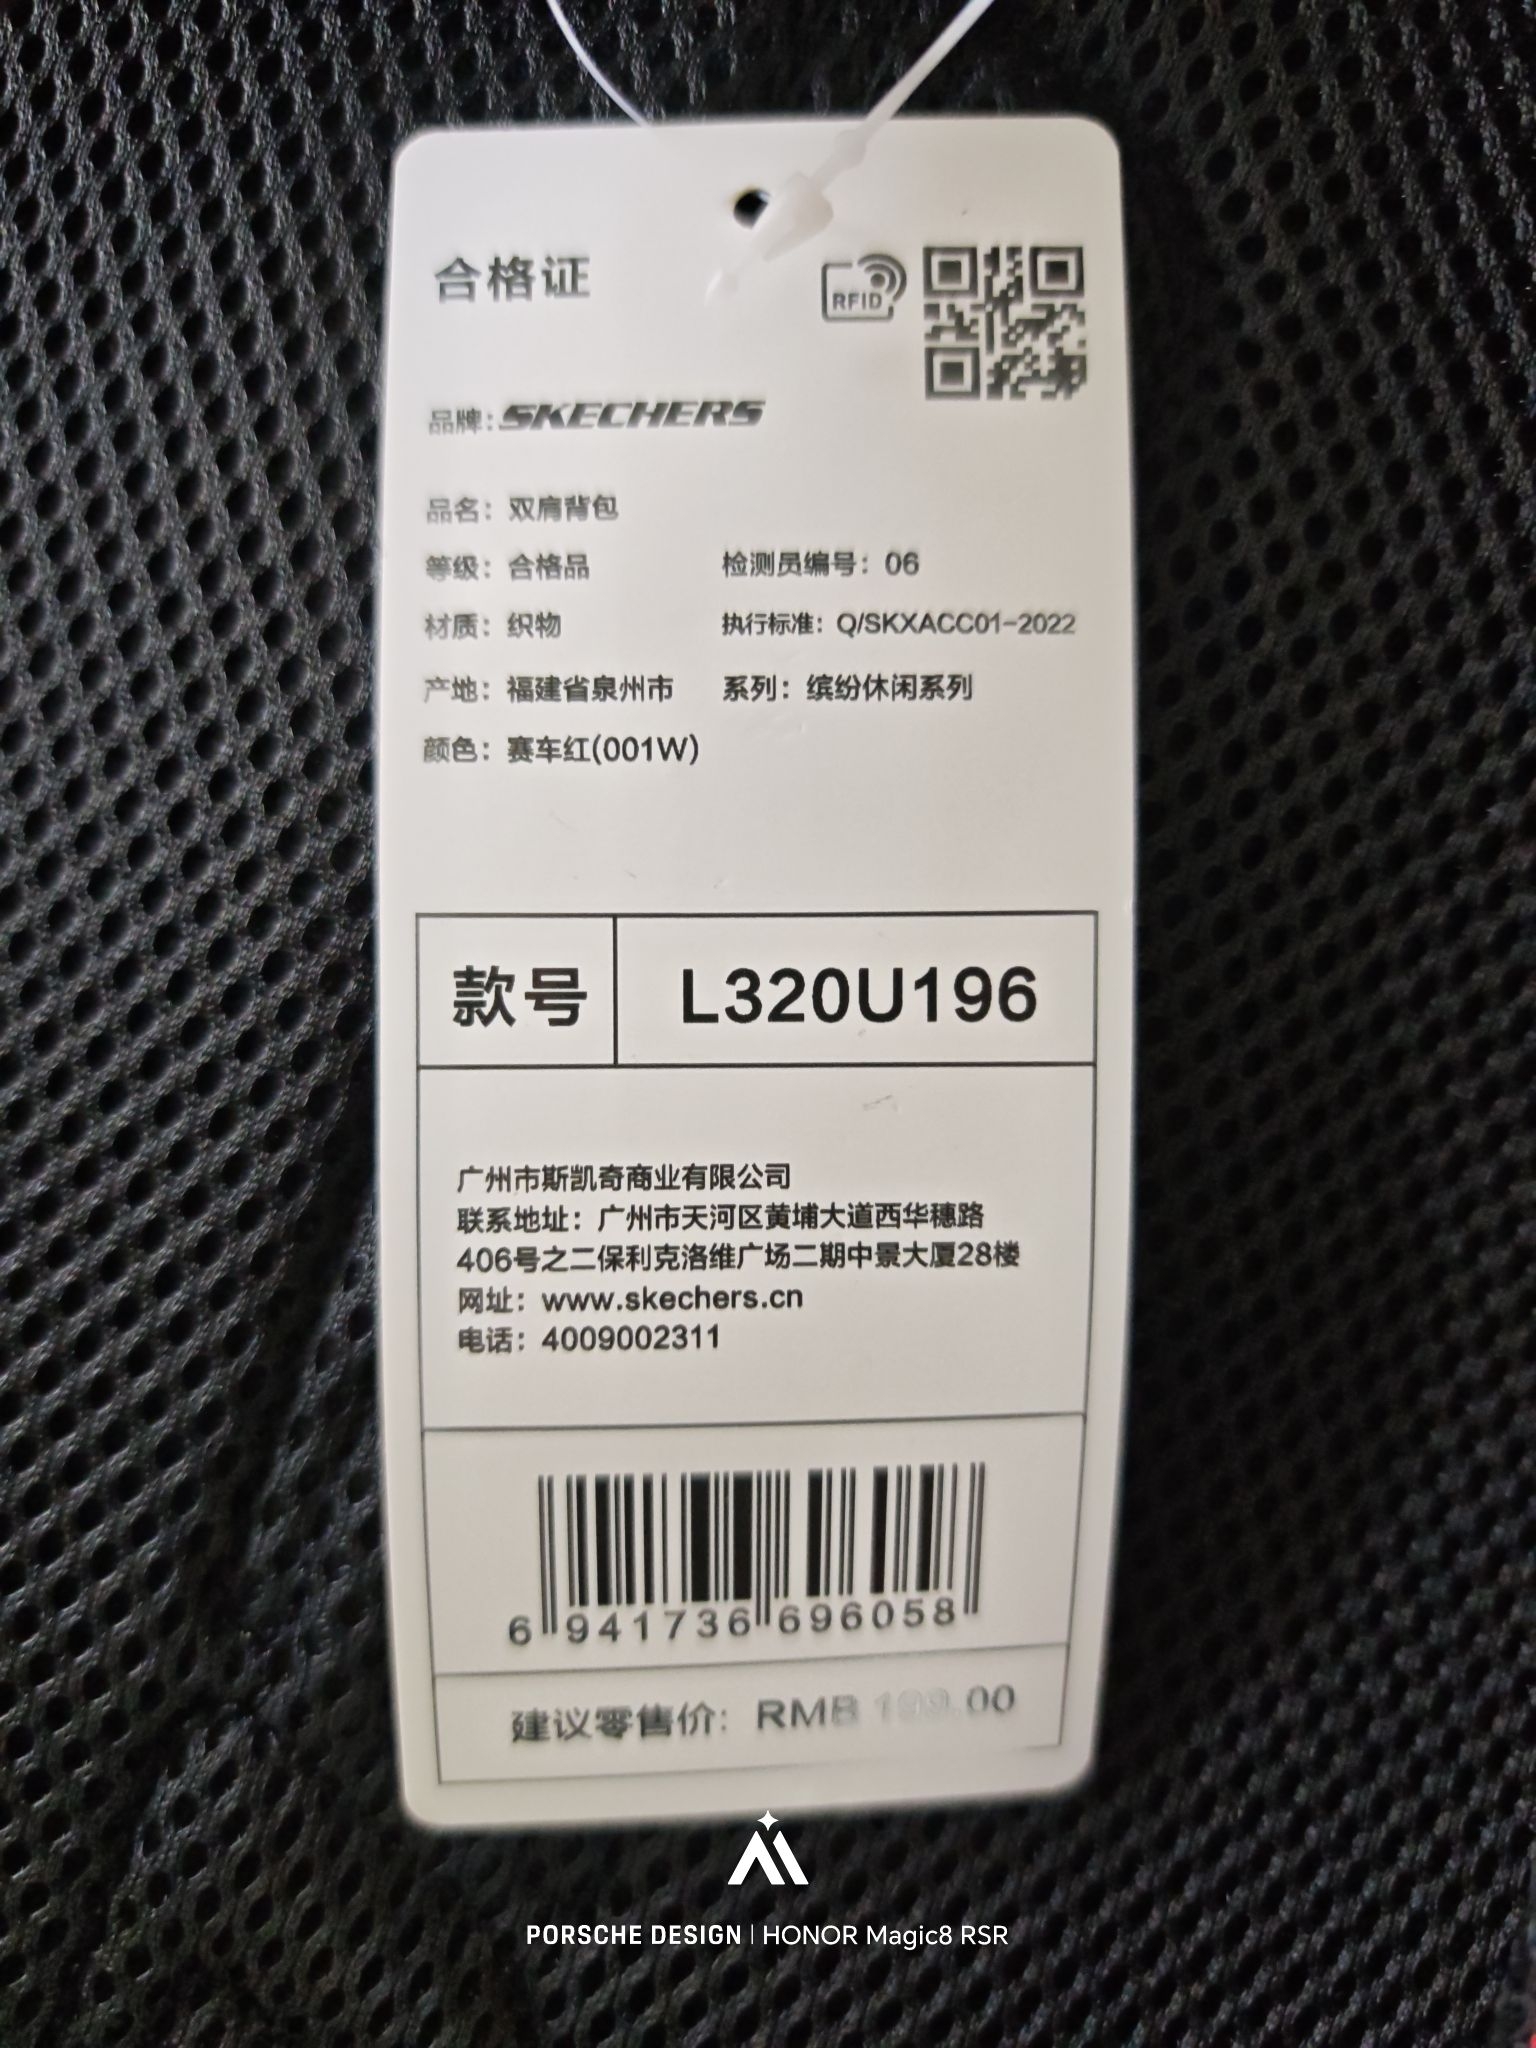 合格证
RFID
品牌：SKECHERS
品名：双肩背包
等级：合格品 检测员编号：06
材质：织物 执行标准：Q/SKXACC01-2022
产地：福建省泉州市 系列：缤纷休闲系列
颜色：赛车红(001W)
款号 L320U196
广州市斯凯奇商业有限公司
联系地址：广州市天河区黄埔大道西华穗路
406号之二保利克洛维广场二期中景大厦28楼
网址：www.skechers.cn
电话：4009002311
6 941736 696058
建议零售价：RMB 199.00
PORSCHE DESIGN | HONOR Magic8 RSR